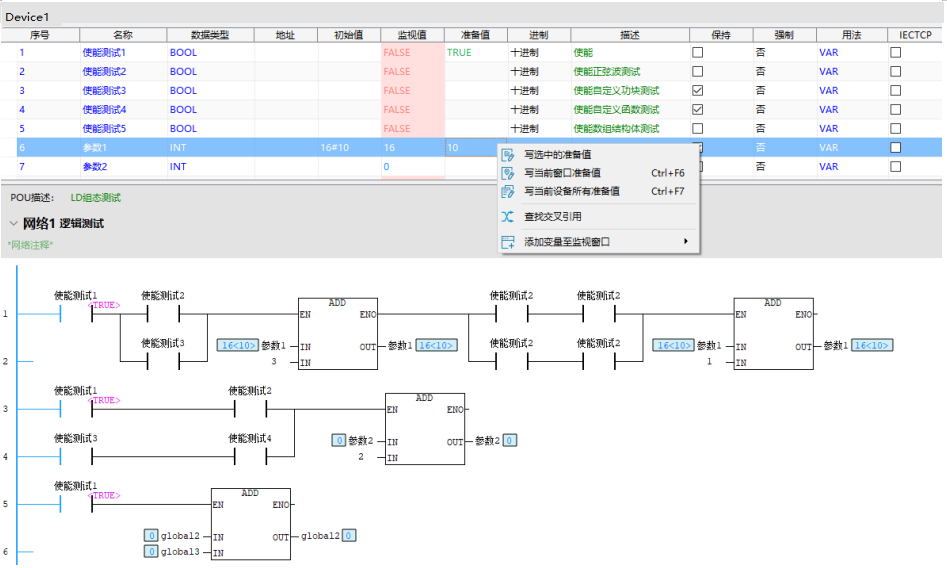 Device1
序号 名称 数据类型 地址 初始值 监视值 准备值 进制 描述 保持 强制 用法 IECTCP
1 使能测试1 BOOL FALSE TRUE 十进制 使能 否 VAR
2 使能测试2 BOOL FALSE 十进制 使能正弦波测试 否 VAR
3 使能测试3 BOOL FALSE 十进制 使能自定义功块测试 否 VAR
4 使能测试4 BOOL FALSE 十进制 使能自定义函数测试 否 VAR
5 使能测试5 BOOL FALSE 十进制 使能数组结构体测试 否 VAR
6 参数1 INT 16#10 16 10 否 VAR
7 参数2 INT 0 否 VAR
写选中的准备值
写当前窗口准备值 Ctrl+F6
写当前设备所有准备值 Ctrl+F7
查找交叉引用
添加变量至监视窗口
POU描述: LD组态测试
网络1 逻辑测试
*网络注释*
使能测试1 使能测试2 ADD 使能测试2 使能测试2 ADD
<TRUE>
1 EN ENO EN ENO
使能测试3 16<10> 参数1 IN OUT 参数1 16<10> 使能测试2 使能测试2 16<10> 参数1 IN OUT 参数1 16<10>
2 3 IN 1 IN
使能测试1 使能测试2 ADD
<TRUE>
3 EN ENO
使能测试3 使能测试4 0 参数2 IN OUT 参数2 0
4 2 IN
使能测试1 ADD
<TRUE>
5 EN ENO
0 global2 IN OUT global2 0
6 0 global3 IN